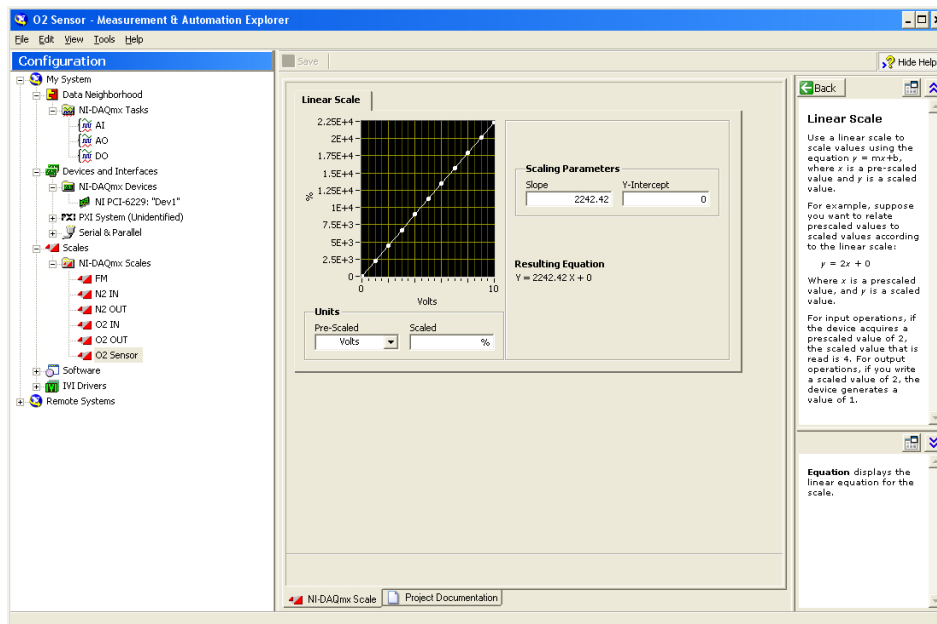 O2 Sensor - Measurement & Automation Explorer
File Edit View Tools Help
Configuration
My System
Data Neighborhood
NI-DAQmx Tasks
AI
AO
DO
Devices and Interfaces
NI-DAQmx Devices
NI PCI-6229: "Dev1"
PXI PXI System (Unidentified)
Serial & Parallel
Scales
NI-DAQmx Scales
FM
N2 IN
N2 OUT
O2 IN
O2 OUT
O2 Sensor
Software
IVI Drivers
Remote Systems
Save
Hide Help
Linear Scale
2.25E+4
2E+4
1.75E+4
1.5E+4
1.25E+4
1E+4
7.5E+3
5E+3
2.5E+3
0
%
0 10
Volts
Units
Pre-Scaled Scaled
Volts %
Scaling Parameters
Slope Y-Intercept
2242.42 0
Resulting Equation
Y = 2242.42 X + 0
NI-DAQmx Scale Project Documentation
Back
Linear Scale
Use a linear scale to
scale values using the
equation y = mx+b,
where x is a pre-scaled
value and y is a scaled
value.
For example, suppose
you want to relate
prescaled values to
scaled values according
to the linear scale:
y = 2x + 0
Where x is a prescaled
value, and y is a scaled
value.
For input operations, if
the device acquires a
prescaled value of 2,
the scaled value that is
read is 4. For output
operations, if you write
a scaled value of 2, the
device generates a
value of 1.
Equation displays the
linear equation for the
scale.